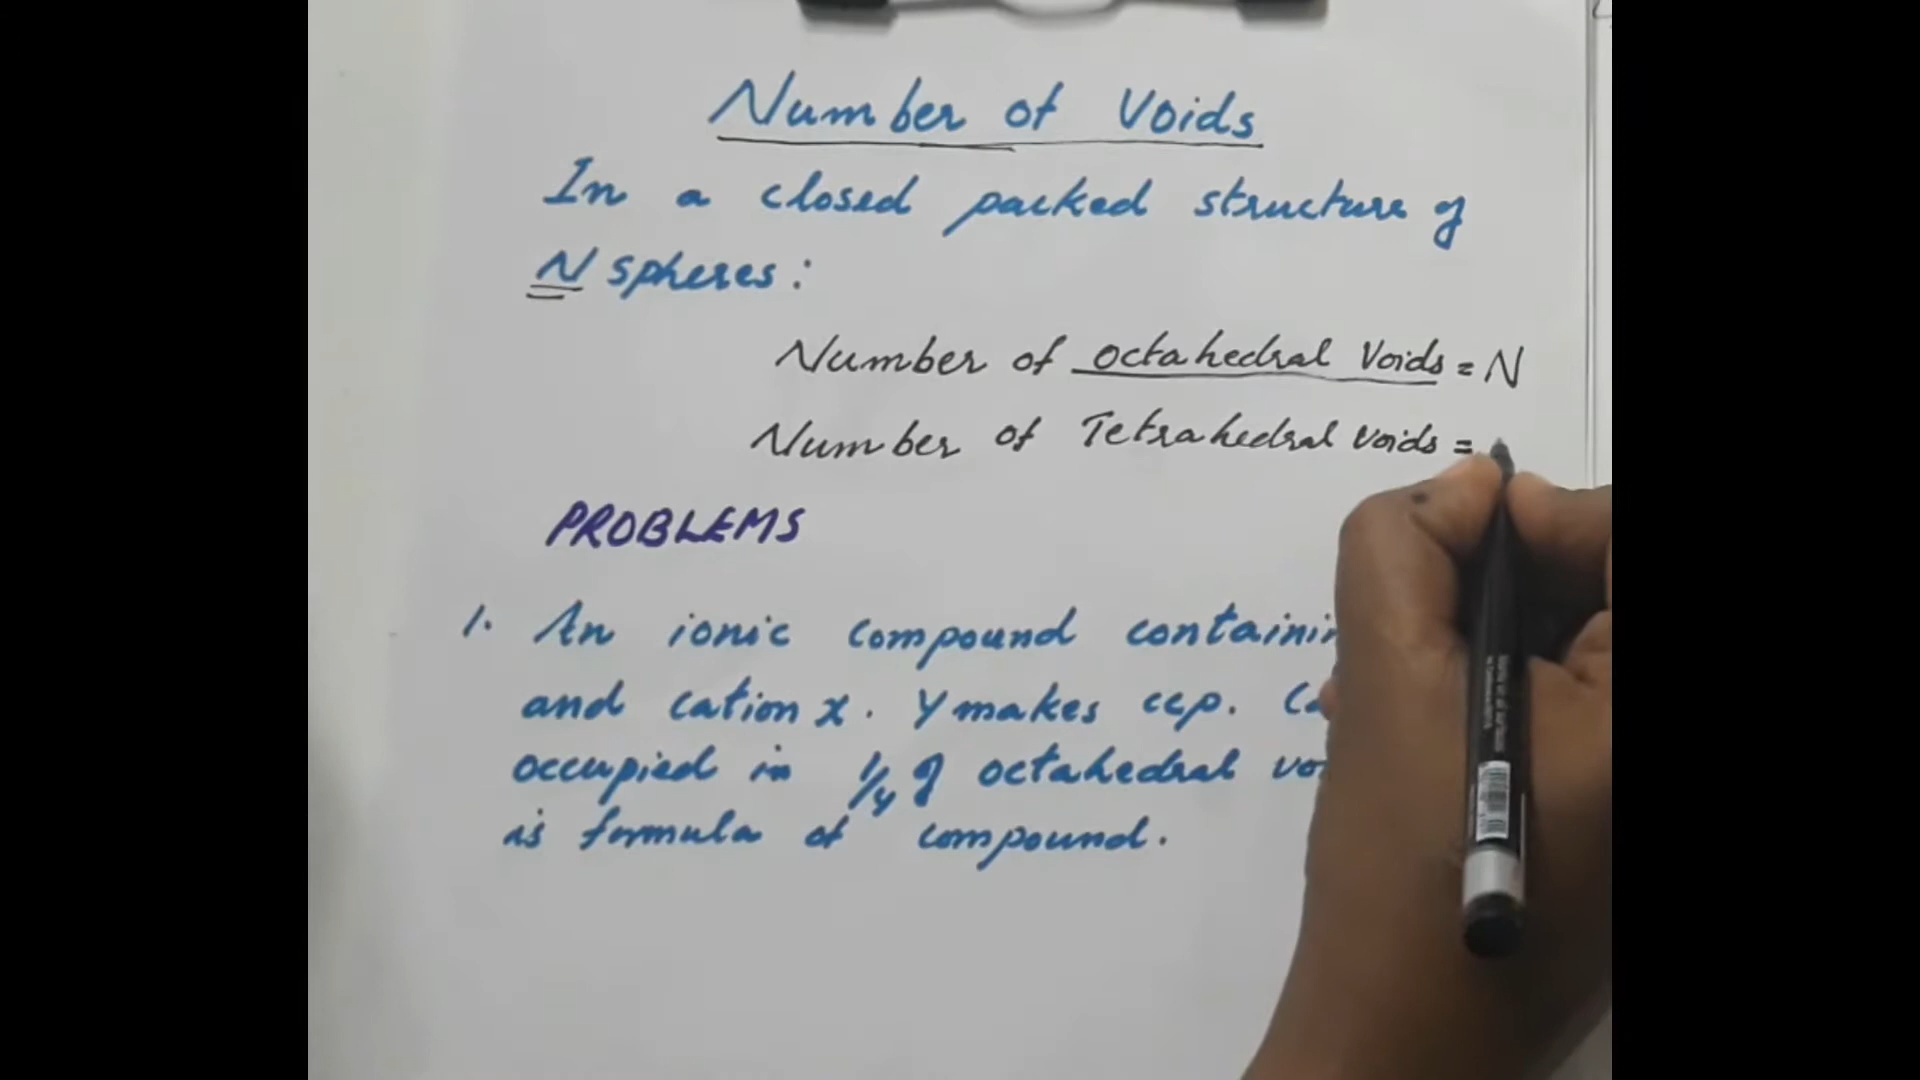 Number of Voids
In a closed packed structure of
N spheres:
Number of octahedral Voids = N
Number of Tetrahedral Voids =
PROBLEMS
1. An ionic compound
and cation x. Y makes ccp.
occupied in 1/4 of octahedral
is formula of compound.